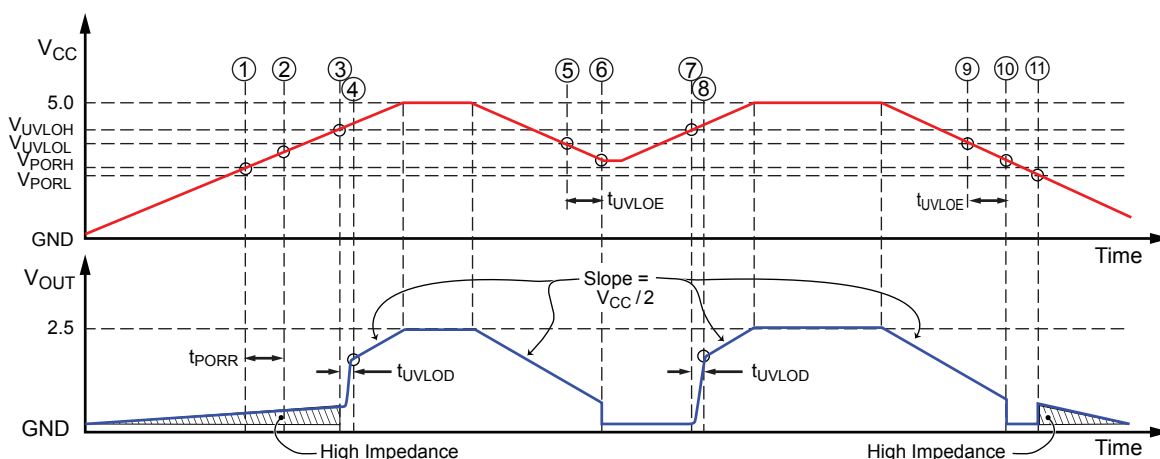 VCC
1 2 3 4 5 6 7 8 9 10 11
5.0
VUVLOH
VUVLOL
VPORH
VPORL
tUVLOE
tUVLOE
GND
Time
VOUT
Slope =
VCC / 2
2.5
tPORR
tUVLOD
tUVLOD
GND
Time
High Impedance
High Impedance